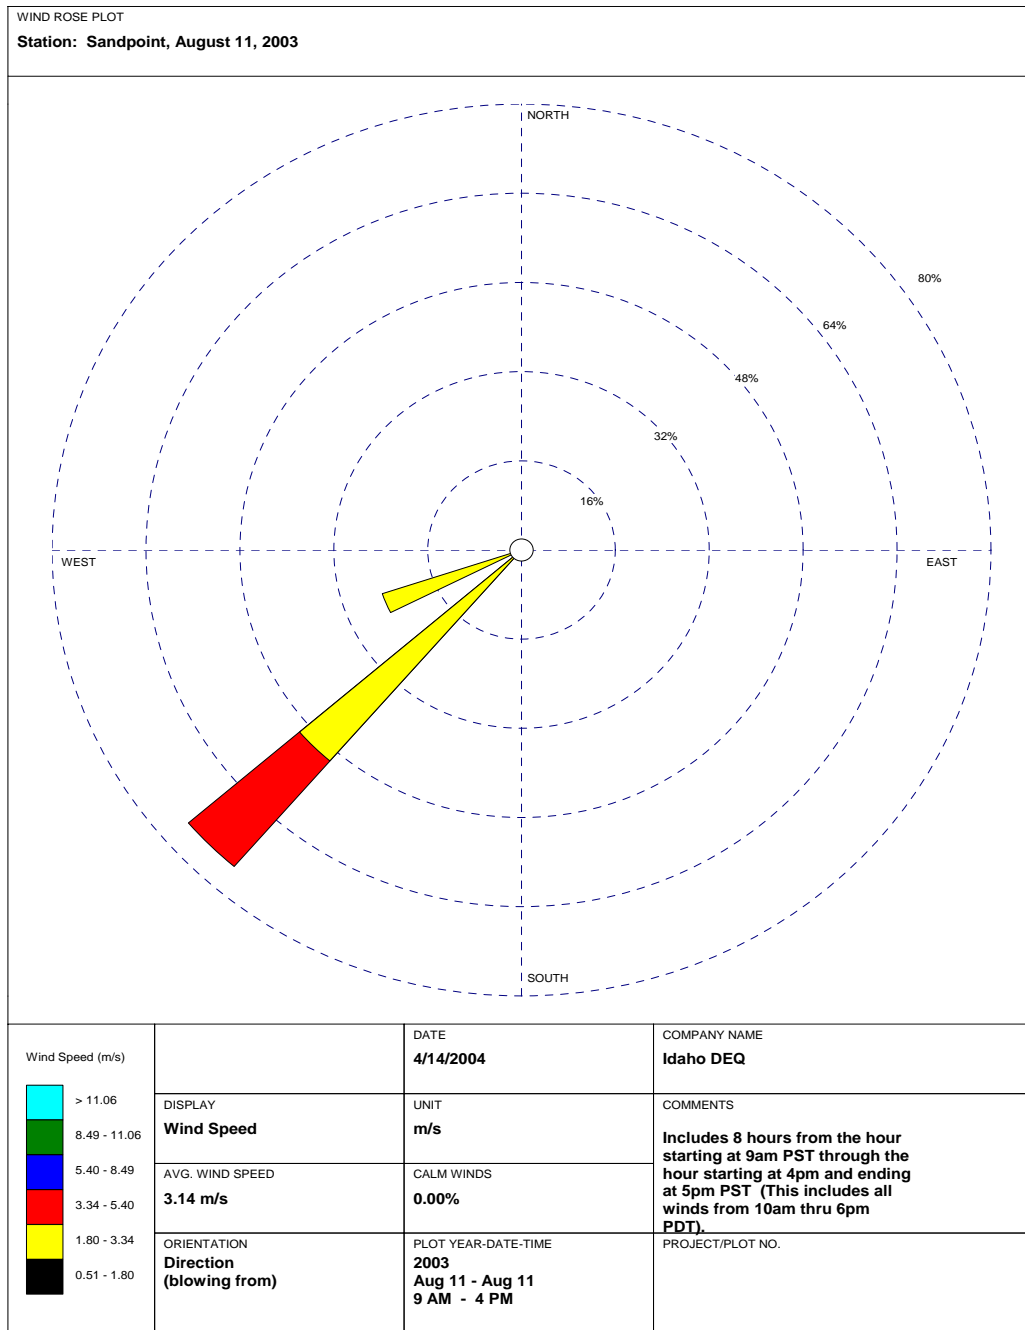 WIND ROSE PLOT
Station: Sandpoint, August 11, 2003
NORTH
80%
64%
48%
32%
16%
WEST
EAST
SOUTH
Wind Speed (m/s)
> 11.06
8.49 - 11.06
5.40 - 8.49
3.34 - 5.40
1.80 - 3.34
0.51 - 1.80
DISPLAY
Wind Speed
AVG. WIND SPEED
3.14 m/s
ORIENTATION
Direction
(blowing from)
DATE
4/14/2004
UNIT
m/s
CALM WINDS
0.00%
PLOT YEAR-DATE-TIME
2003
Aug 11 - Aug 11
9 AM - 4 PM
COMPANY NAME
Idaho DEQ
COMMENTS
Includes 8 hours from the hour
starting at 9am PST through the
hour starting at 4pm and ending
at 5pm PST (This includes all
winds from 10am thru 6pm
PDT).
PROJECT/PLOT NO.